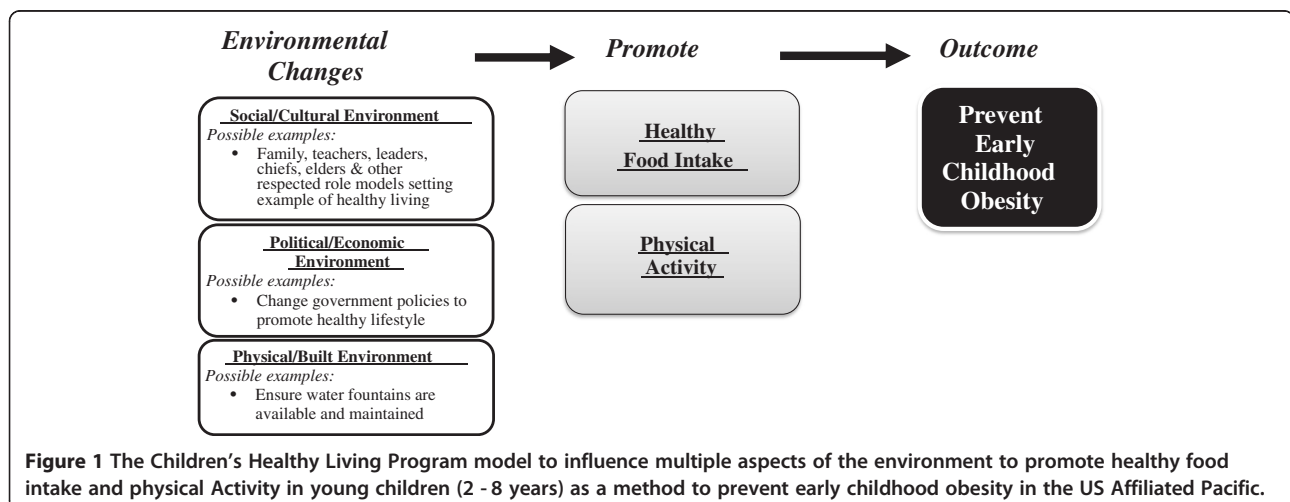 Environmental
Changes
Promote
Outcome
Social/Cultural Environment
Possible examples:
• Family, teachers, leaders,
chiefs, elders & other
respected role models setting
example of healthy living
Political/Economic
Environment
Possible examples:
• Change government policies to
promote healthy lifestyle
Physical/Built Environment
Possible examples:
• Ensure water fountains are
available and maintained
Healthy
Food Intake
Physical
Activity
Prevent
Early
Childhood
Obesity
Figure 1 The Children's Healthy Living Program model to influence multiple aspects of the environment to promote healthy food
intake and physical Activity in young children (2 - 8 years) as a method to prevent early childhood obesity in the US Affiliated Pacific.